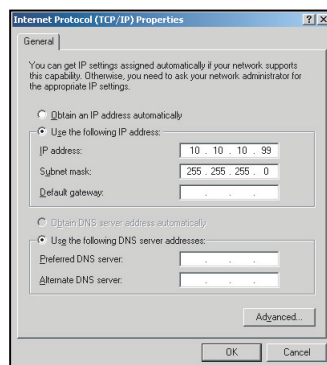 Internet Protocol (TCP/IP) Properties
General
You can get IP settings assigned automatically if your network supports
this capability. Otherwise, you need to ask your network administrator for
the appropriate IP settings.
Obtain an IP address automatically
Use the following IP address:
IP address: 10 . 10 . 10 . 99
Subnet mask: 255 . 255 . 255 . 0
Default gateway: . . .
Obtain DNS server address automatically
Use the following DNS server addresses:
Preferred DNS server: . . .
Alternate DNS server: . . .
Advanced...
OK Cancel